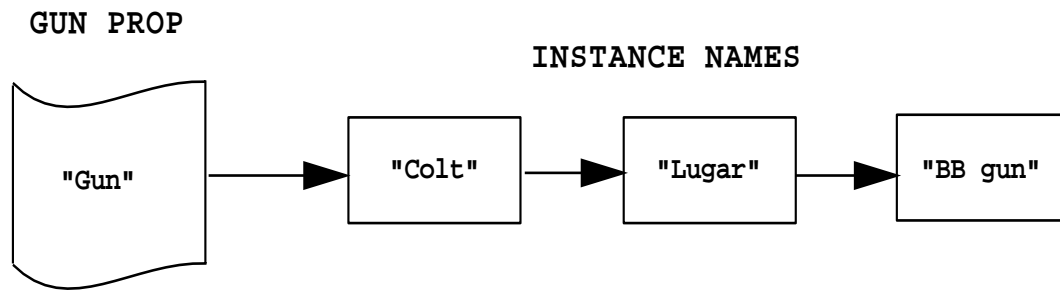 GUN PROP
INSTANCE NAMES
"Gun"
"Colt"
"Lugar"
"BB gun"